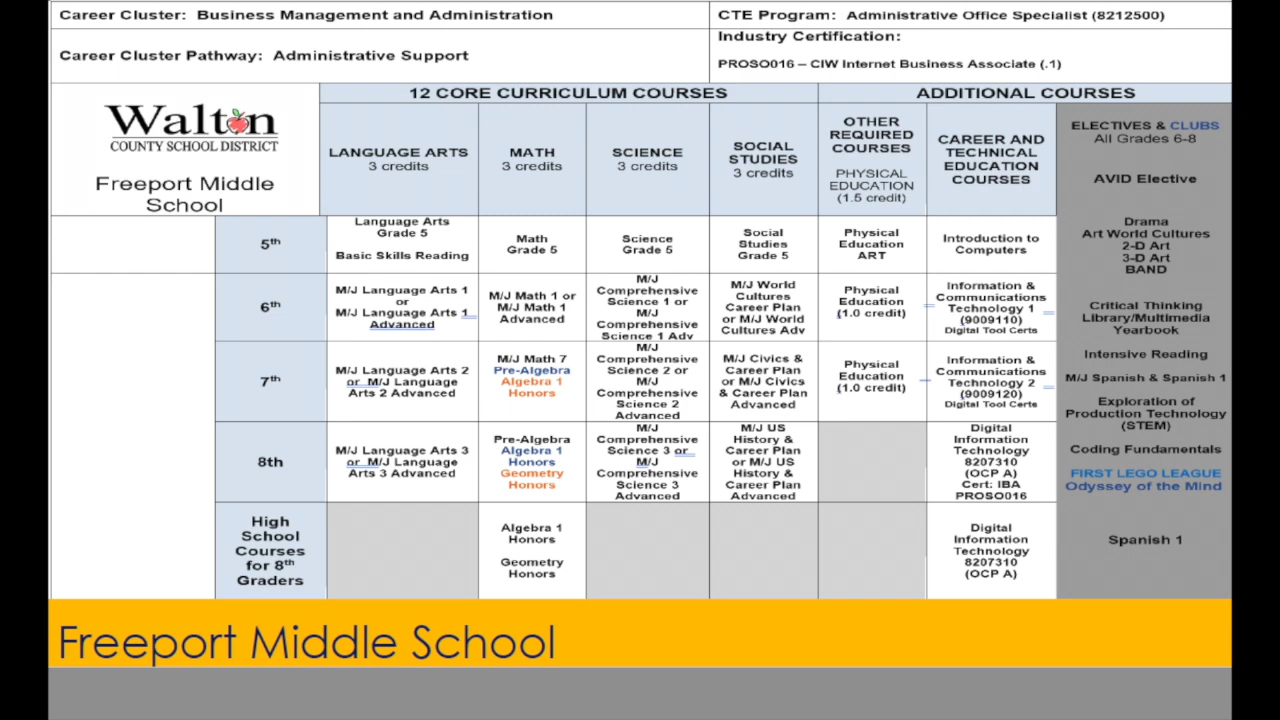 Career Cluster: Business Management and Administration
CTE Program: Administrative Office Specialist (8212500)
Career Cluster Pathway: Administrative Support
Industry Certification:
PROSO016 – CIW Internet Business Associate (.1)
Walton
COUNTY SCHOOL DISTRICT
Freeport Middle
School
12 CORE CURRICULUM COURSES
ADDITIONAL COURSES
LANGUAGE ARTS
3 credits
MATH
3 credits
SCIENCE
3 credits
SOCIAL
STUDIES
3 credits
OTHER
REQUIRED
COURSES
PHYSICAL
EDUCATION
(1.5 credit)
CAREER AND
TECHNICAL
EDUCATION
COURSES
ELECTIVES & CLUBS
All Grades 6-8
AVID Elective
Drama
Art World Cultures
2-D Art
3-D Art
BAND
Critical Thinking
Library/Multimedia
Yearbook
Intensive Reading
M/J Spanish & Spanish 1
Exploration of
Production Technology
(STEM)
Coding Fundamentals
FIRST LEGO LEAGUE
Odyssey of the Mind
Spanish 1
5th
Language Arts
Grade 5
Basic Skills Reading
Math
Grade 5
Science
Grade 5
Social
Studies
Grade 5
Physical
Education
ART
Introduction to
Computers
6th
M/J Language Arts 1
or
M/J Language Arts 1
Advanced
M/J Math 1 or
M/J Math 1
Advanced
M/J
Comprehensive
Science 1 or
M/J
Comprehensive
Science 1 Adv
M/J World
Cultures
Career Plan
or M/J World
Cultures Adv
Physical
Education
(1.0 credit)
Information &
Communications
Technology 1
(9009110)
Digital Tool Certs
7th
M/J Language Arts 2
or M/J Language
Arts 2 Advanced
M/J Math 7
Pre-Algebra
Algebra 1
Honors
M/J
Comprehensive
Science 2 or
M/J
Comprehensive
Science 2
Advanced
M/J Civics &
Career Plan
or M/J Civics
& Career Plan
Advanced
Physical
Education
(1.0 credit)
Information &
Communications
Technology 2
(9009120)
Digital Tool Certs
8th
M/J Language Arts 3
or M/J Language
Arts 3 Advanced
Pre-Algebra
Algebra 1
Honors
Geometry
Honors
M/J
Comprehensive
Science 3 or
M/J
Comprehensive
Science 3
Advanced
M/J US
History &
Career Plan
or M/J US
History &
Career Plan
Advanced
Digital
Information
Technology
8207310
(OCP A)
Cert: IBA
PROSO016
High
School
Courses
for 8th
Graders
Algebra 1
Honors
Geometry
Honors
Digital
Information
Technology
8207310
(OCP A)
Freeport Middle School